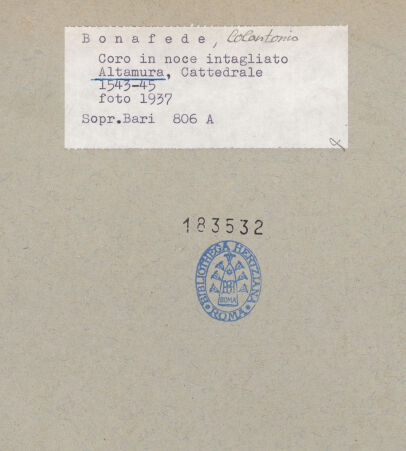 Bonafede, Colantonio
Coro in noce intagliato
Altamura, Cattedrale
1543-45
foto 1937
Sopr.Bari 806 A
183532
BIBLIOTHECA HERTZIANA
ROMA
ROMA